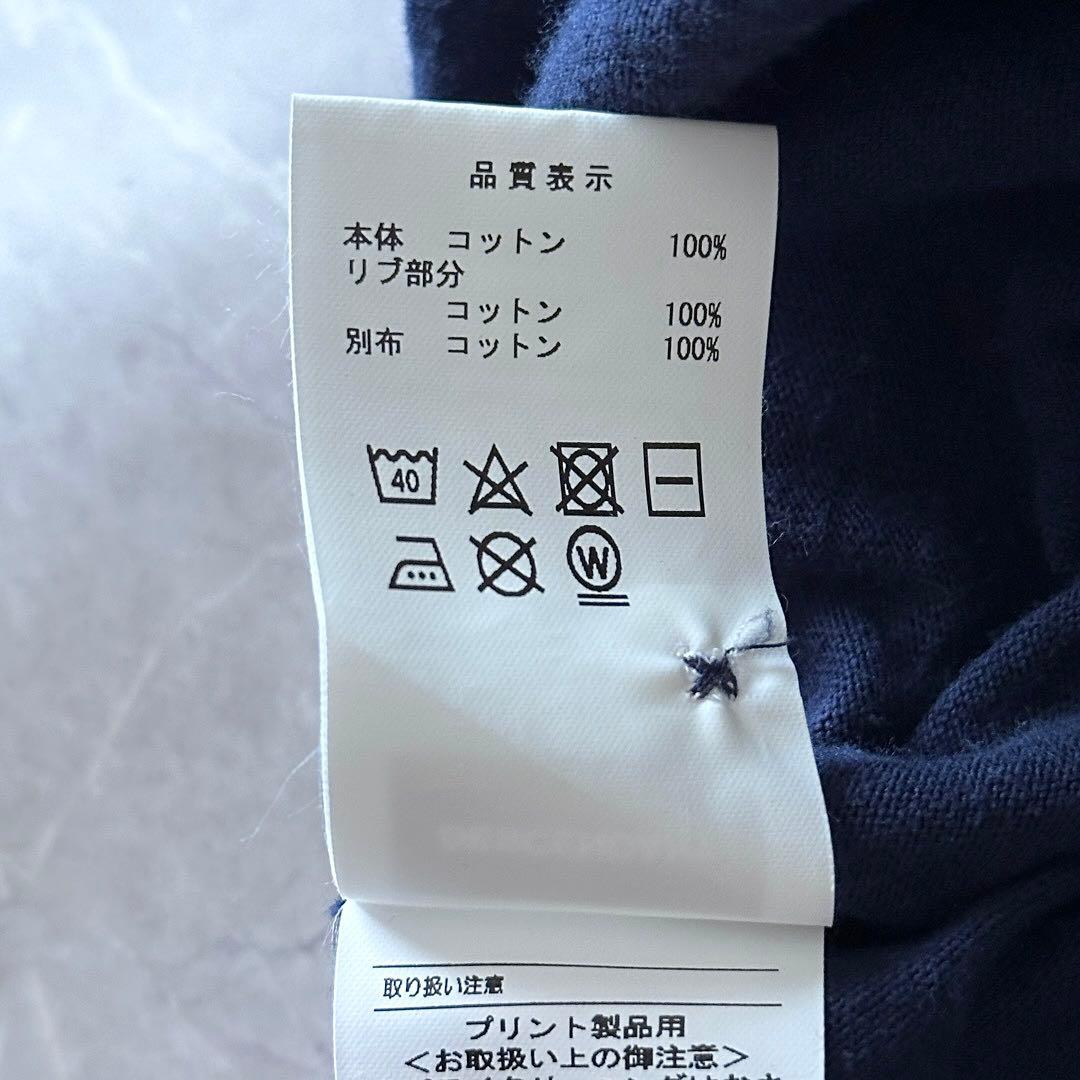 品質表示
本体 コットン 100%
リブ部分
コットン 100%
別布 コットン 100%
40
W
取り扱い注意
プリント製品用
<お取扱い上の御注意>